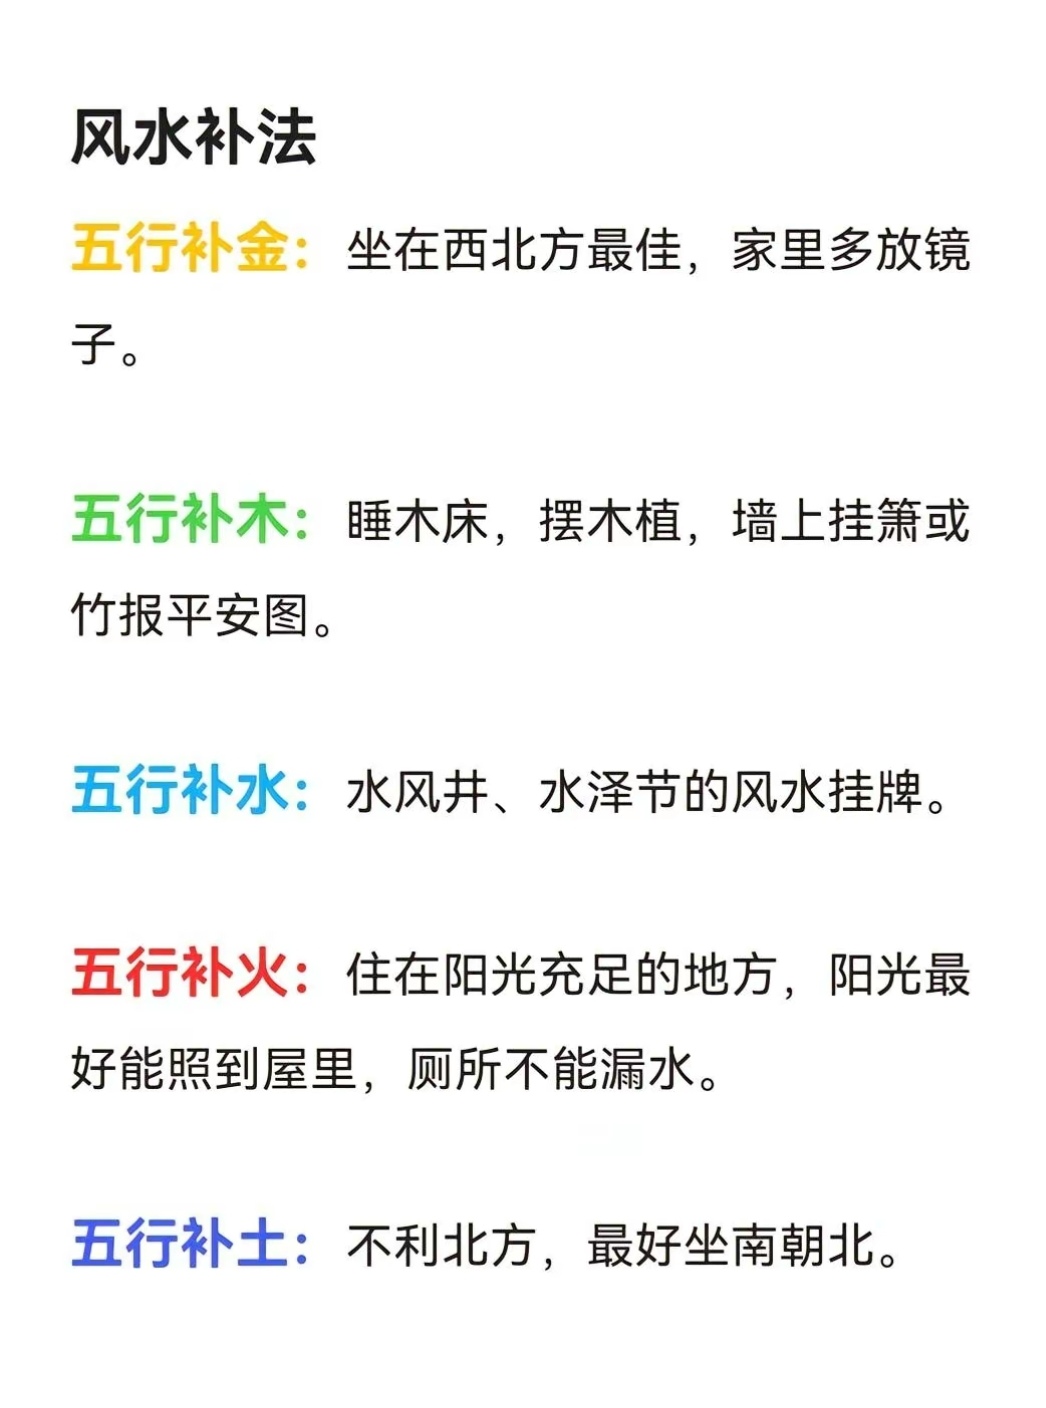 风水补法
五行补金：坐在西北方最佳，家里多放镜
子。
五行补木：睡木床，摆木植，墙上挂箫或
竹报平安图。
五行补水：水风井、水泽节的风水挂牌。
五行补火：住在阳光充足的地方，阳光最
好能照到屋里，厕所不能漏水。
五行补土：不利北方，最好坐南朝北。